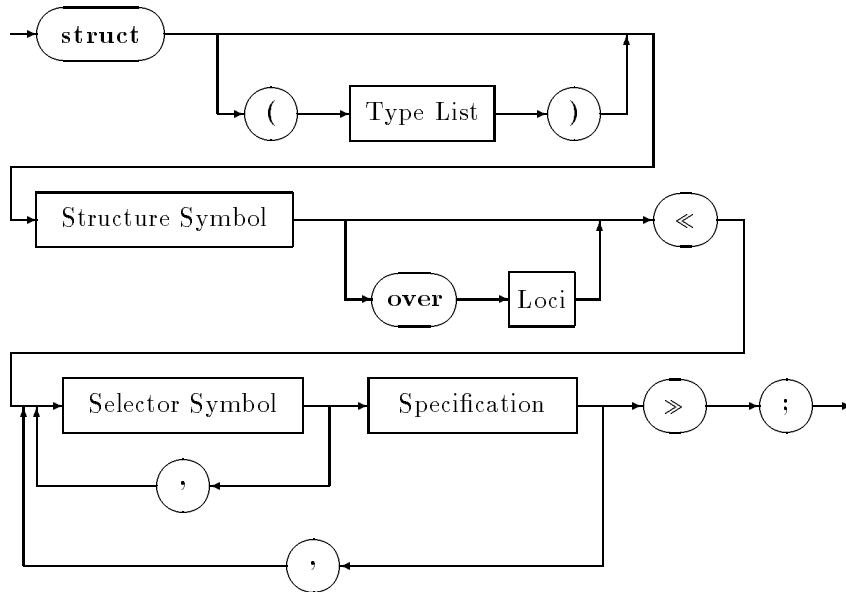 struct
( Type List )
Structure Symbol ≪
over Loci
Selector Symbol Specification ≫ ;
,
,